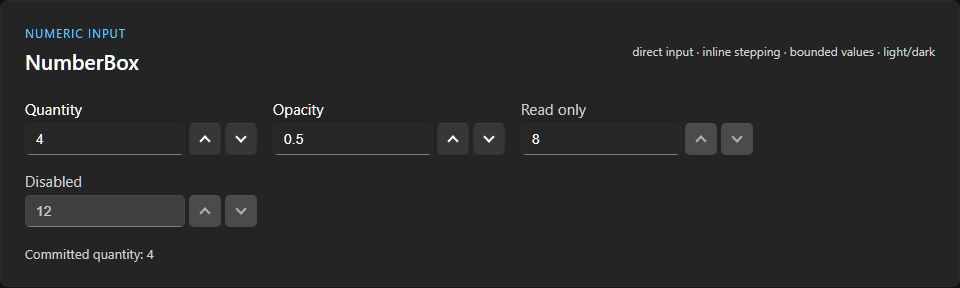 NUMERIC INPUT
NumberBox
direct input · inline stepping · bounded values · light/dark
Quantity
4
Opacity
0.5
Read only
8
Disabled
12
Committed quantity: 4